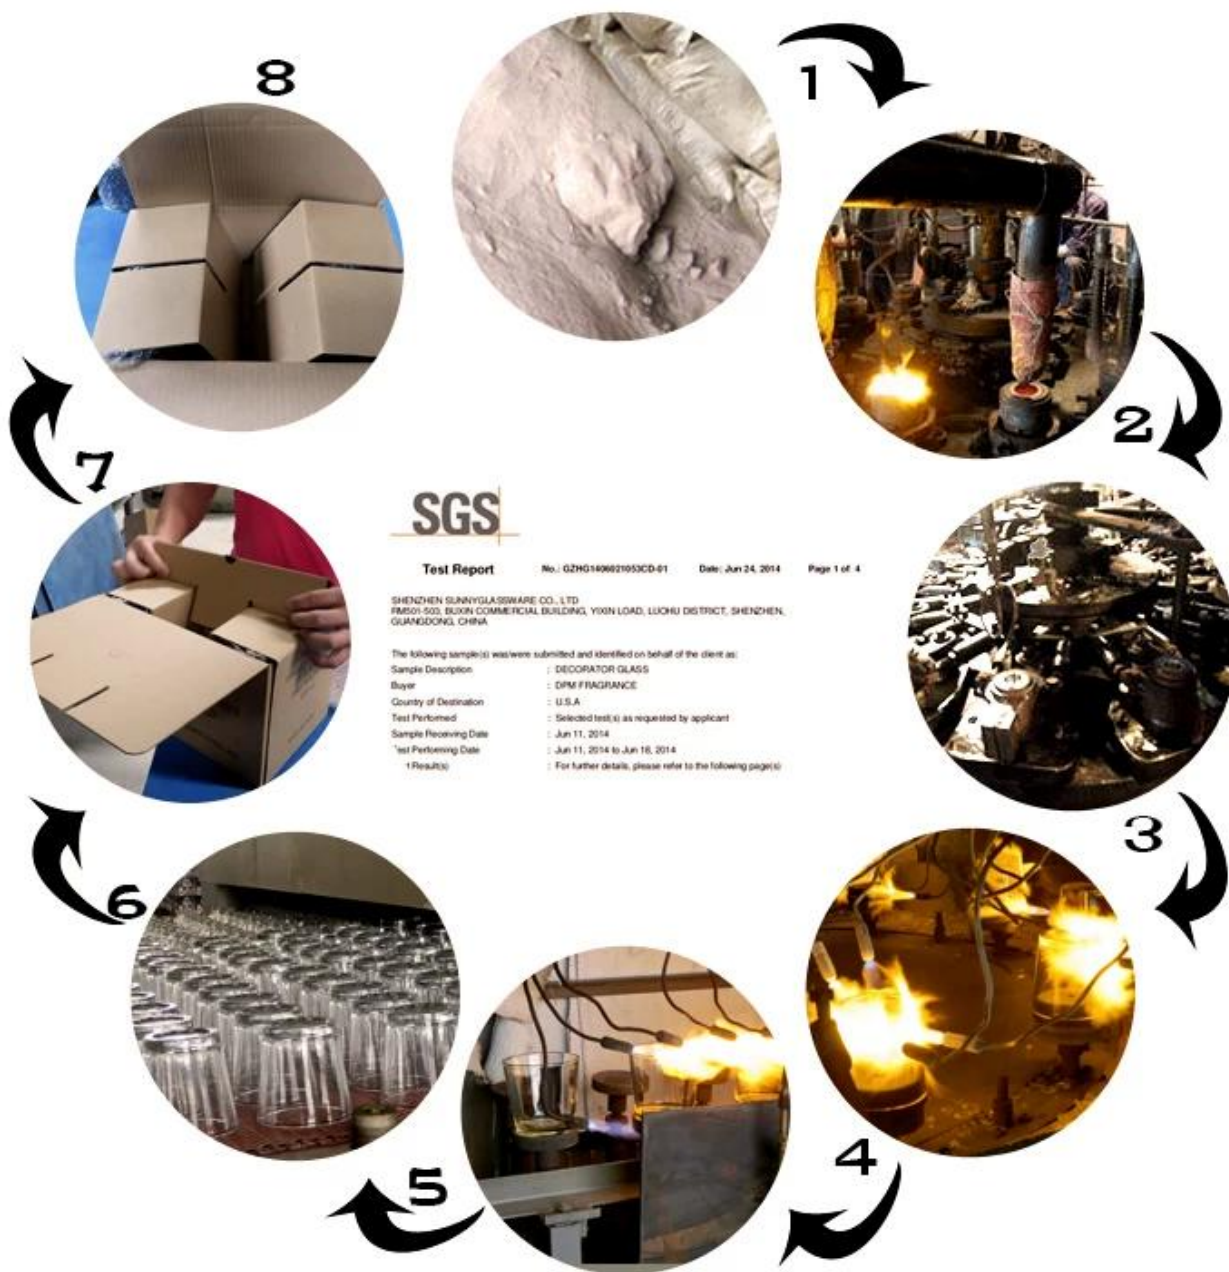 8
1
2
7
SGS
Test Report No.: GZHG1406021053CD-01 Date: Jun 24, 2014 Page 1 of 4
SHENZHEN SUNNYGLASSWARE CO., LTD
RM501-503, BUXIN COMMERCIAL BUILDING, YIXIN LOAD, LUOHU DISTRICT, SHENZHEN,
GUANGDONG, CHINA
The following sample(s) was/were submitted and identified on behalf of the client as:
Sample Description : DECORATOR GLASS
Buyer : DPM FRAGRANCE
Country of Destination : U.S.A
Test Performed : Selected test(s) as requested by applicant
Sample Receiving Date : Jun 11, 2014
est Performing Date : Jun 11, 2014 to Jun 18, 2014
Result(s) : For further details, please refer to the following page(s)
3
6
4
5